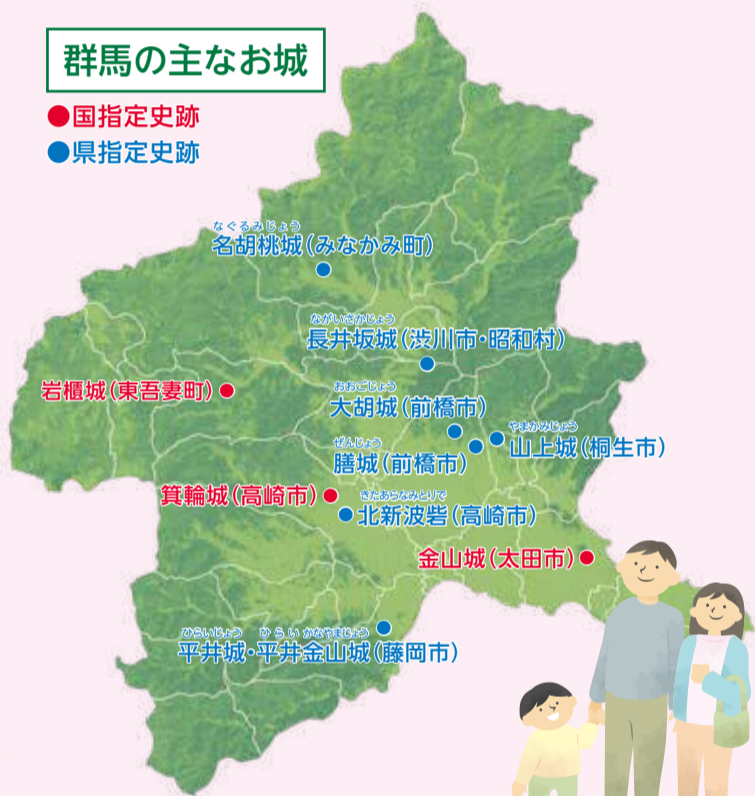 群馬の主なお城
●国指定史跡
●県指定史跡
なぐるみじょう
名胡桃城(みなかみ町)
ながいさかじょう
長井坂城(渋川市・昭和村)
岩櫃城(東吾妻町)
おおごじょう
大胡城(前橋市)
やまかみじょう
山上城(桐生市)
ぜんじょう
膳城(前橋市)
箕輪城(高崎市)
きたあらなみとりで
北新波砦(高崎市)
金山城(太田市)
ひらいじょう ひらいかなやまじょう
平井城・平井金山城(藤岡市)